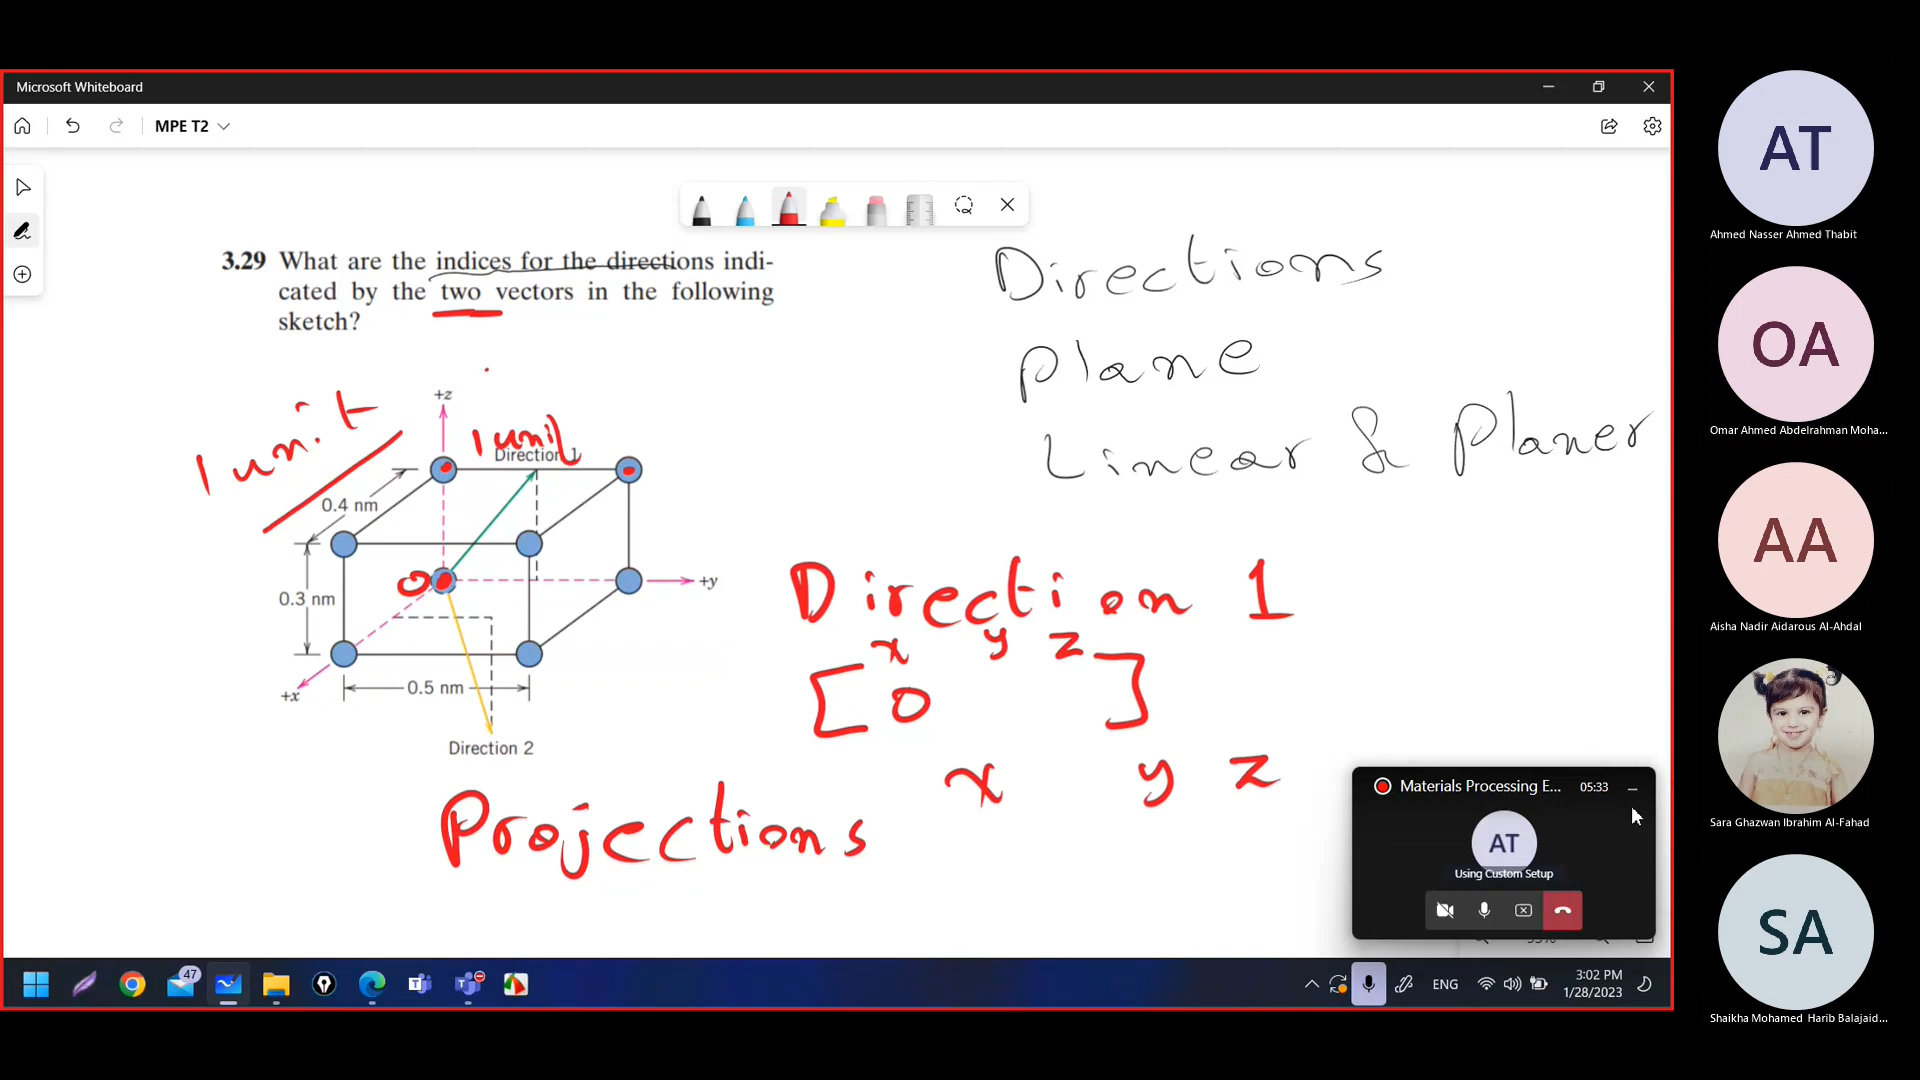 Microsoft Whiteboard
MPE T2
3.29 What are the indices for the directions indi-
cated by the two vectors in the following
sketch?
Directions
Plane
Linear & Planer
1 unit
1 unit
+z
Direction 1
0.4 nm
0.3 nm
O
+y
+x
0.5 nm
Direction 2
Direction 1
x y z
[ 0 ]
x y z
Projections
Materials Processing E... 05:33
AT
Using Custom Setup
47
ENG
3:02 PM
1/28/2023
AT
Ahmed Nasser Ahmed Thabit
OA
Omar Ahmed Abdelrahman Moha...
AA
Aisha Nadir Aidarous Al-Ahdal
Sara Ghazwan Ibrahim Al-Fahad
SA
Shaikha Mohamed Harib Balajaid...